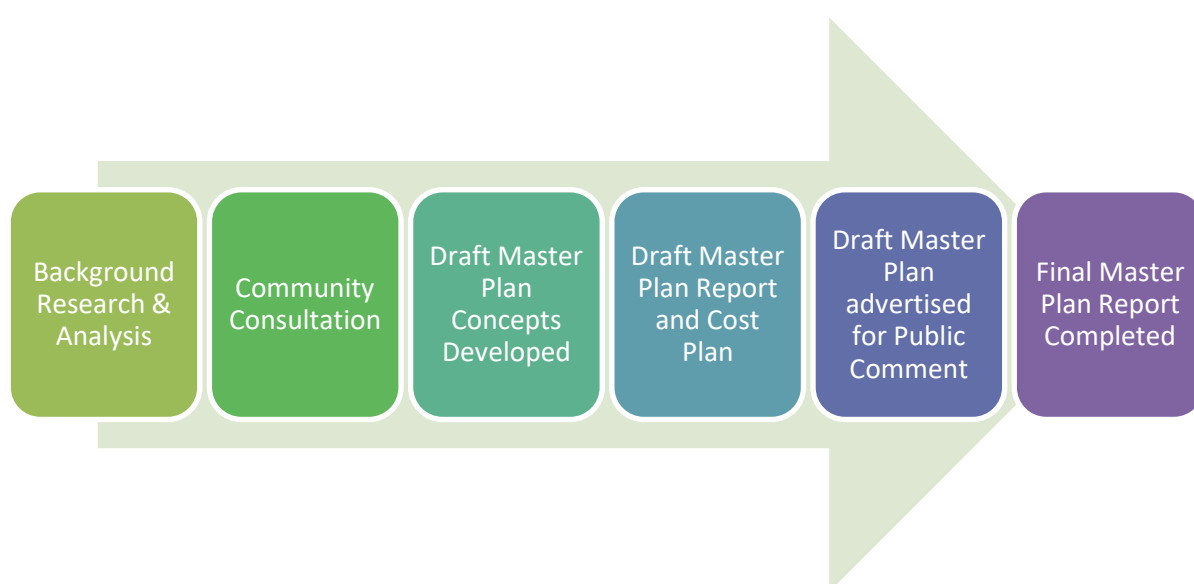 Background
Research &
Analysis
Community
Consultation
Draft Master
Plan
Concepts
Developed
Draft Master
Plan Report
and Cost
Plan
Draft Master
Plan
advertised
for Public
Comment
Final Master
Plan Report
Completed